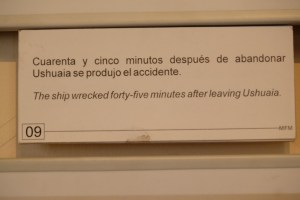 Cuarenta y cinco minutos después de abandonar
Ushuaia se produjo el accidente.
The ship wrecked forty-five minutes after leaving Ushuaia.
09
MFM